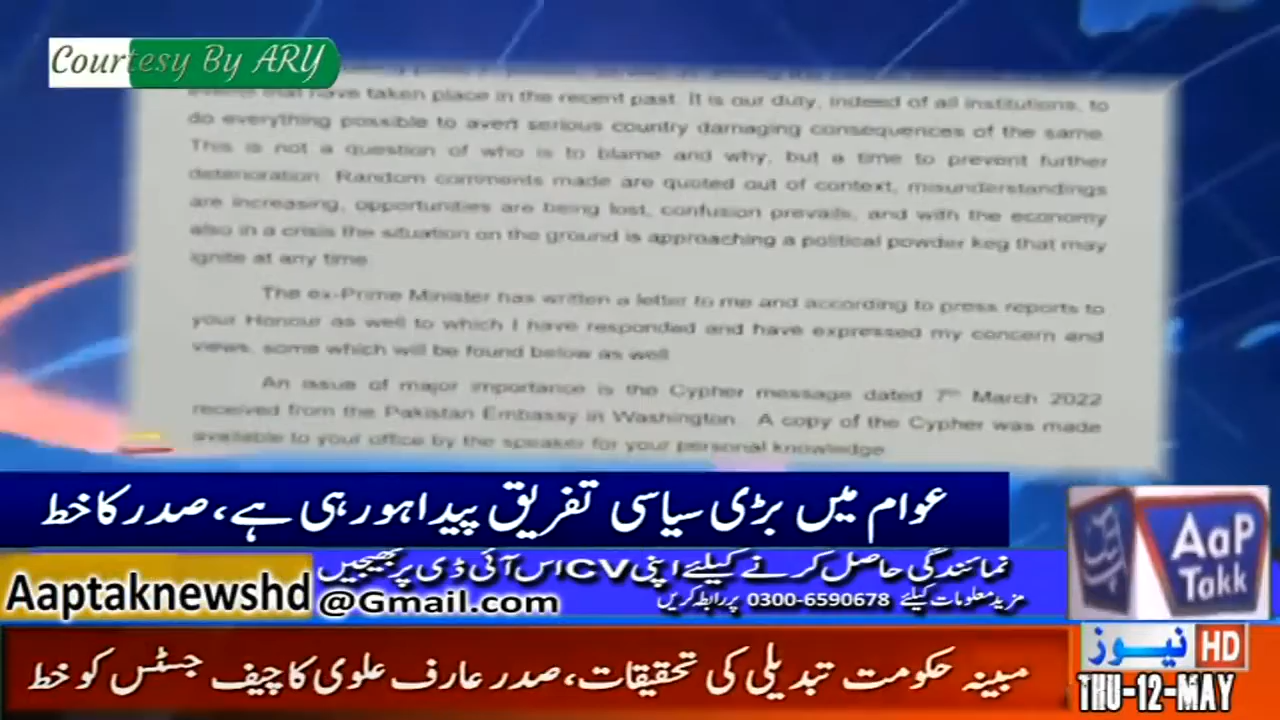 Courtesy By ARY
events that have taken place in the recent past. It is our duty, indeed of all institutions, to
do everything possible to avert serious country damaging consequences of the same.
This is not a question of who is to blame and why, but a time to prevent further
deterioration. Random comments made are quoted out of context, misunderstandings
are increasing, opportunities are being lost, confusion prevails, and with the economy
also in a crisis the situation on the ground is approaching a political powder keg that may
ignite at any time.
The ex-Prime Minister has written a letter to me and according to press reports to
your Honour as well to which I have responded and have expressed my concern and
views, some which will be found below as well.
An issue of major importance is the Cypher message dated 7th March 2022
received from the Pakistan Embassy in Washington. A copy of the Cypher was made
available to your office by the speaker for your personal knowledge
عوام میں بڑی سیاسی تفریق پیدا ہو رہی ہے، صدر کا خط
AaP
Takk
نمائندگی حاصل کرنے کیلئے اپنی CV اس آئی ڈی پر بھیجیں
Aaptaknewshd
@Gmail.com
مزید معلومات کیلئے 0300-6590678 پر رابطہ کریں
نیوز HD
مبینہ حکومت تبدیلی کی تحقیقات، صدر عارف علوی کا چیف جسٹس کو خط
THU-12-MAY